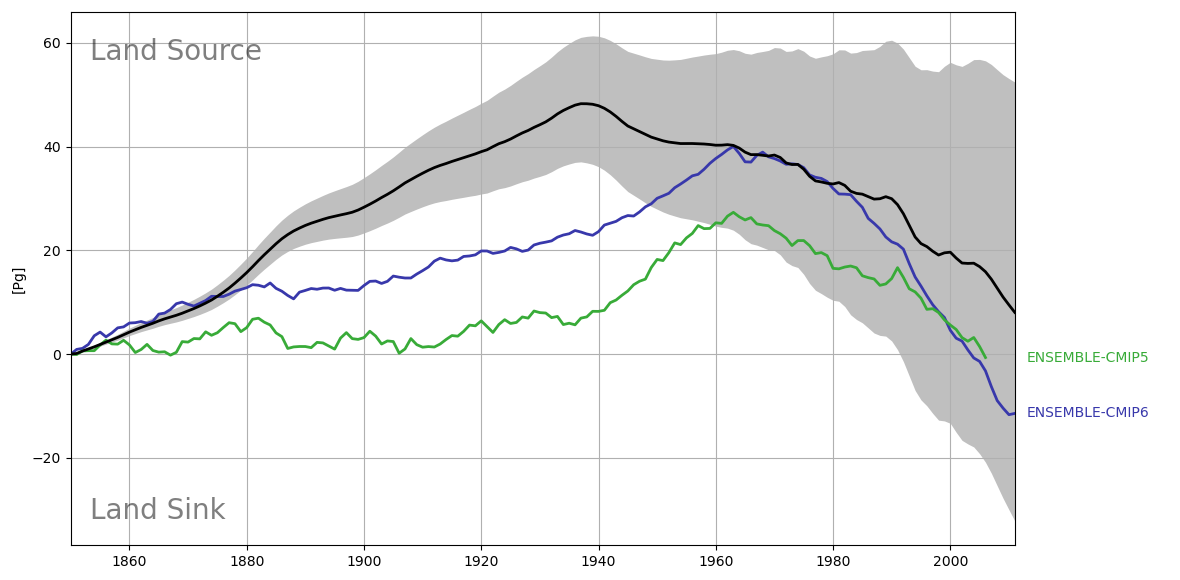 Land Source
60
40
20
0
−20
[Pg]
Land Sink
1860 1880 1900 1920 1940 1960 1980 2000
ENSEMBLE-CMIP5
ENSEMBLE-CMIP6